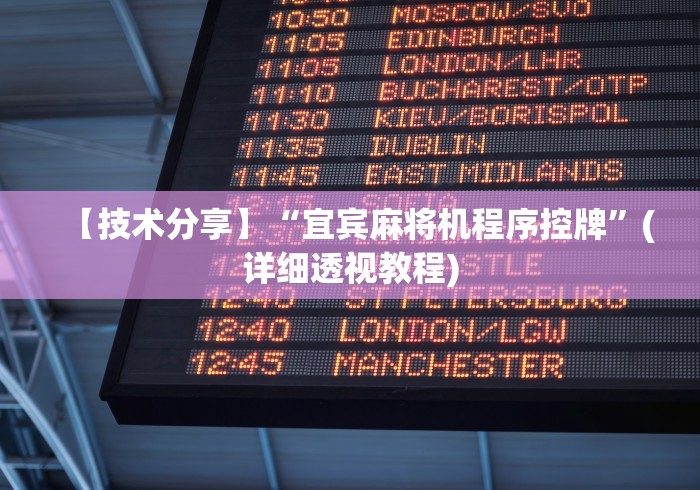 10:50 MOSCOW/SVO
11:05 EDINBURGH
11:05 LONDON/LHR
11:10 BUCHAREST/OTP
11:30 KIEV/BORISPOL
11:35 DUBLIN
11:45 EAST MIDLANDS
【技术分享】“宜宾麻将机程序控牌”(
详细透视教程)
12:40 ST PETERSBURG
12:40 LONDON/LGW
12:45 MANCHESTER